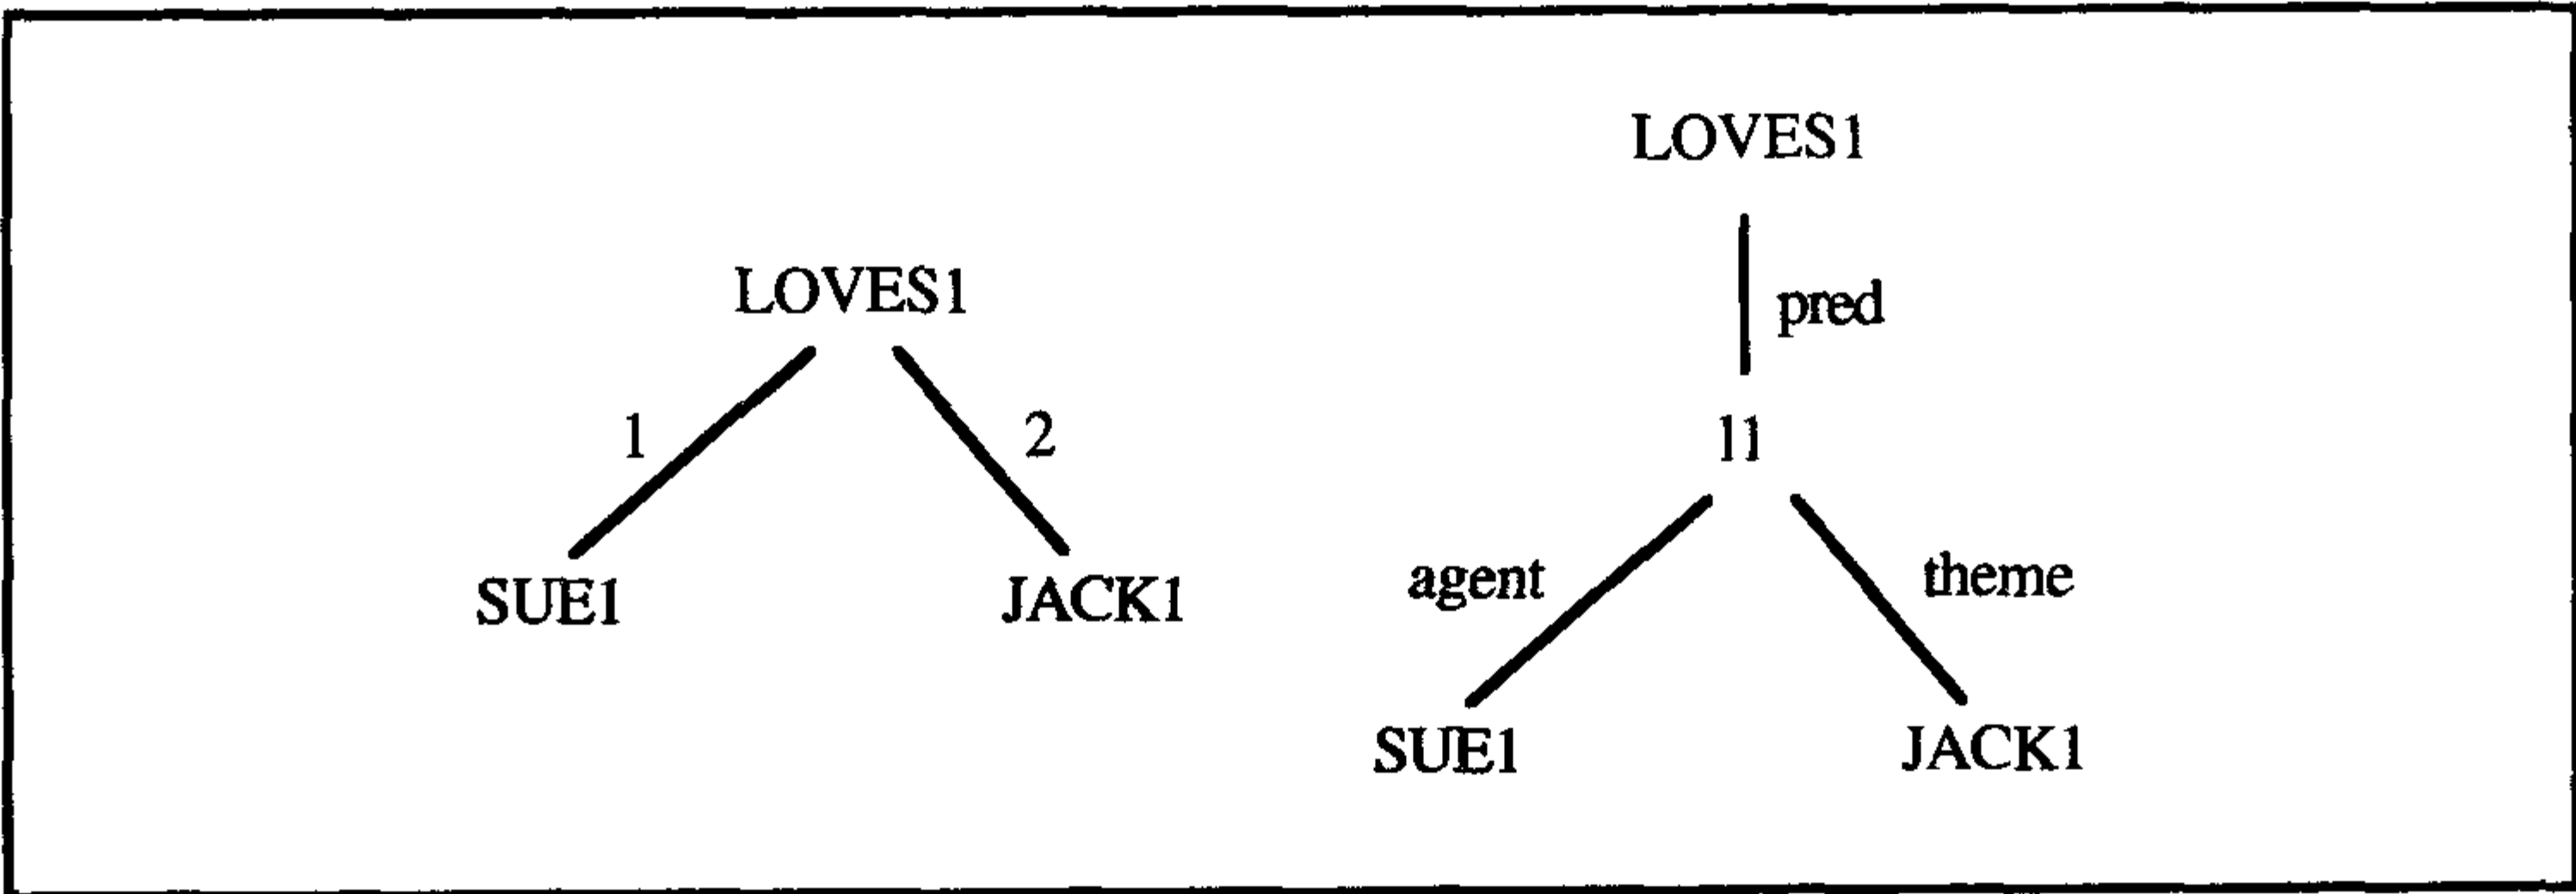 LOVES1
1
2
SUE1
JACK1
LOVES1
pred
l1
agent
theme
SUE1
JACK1